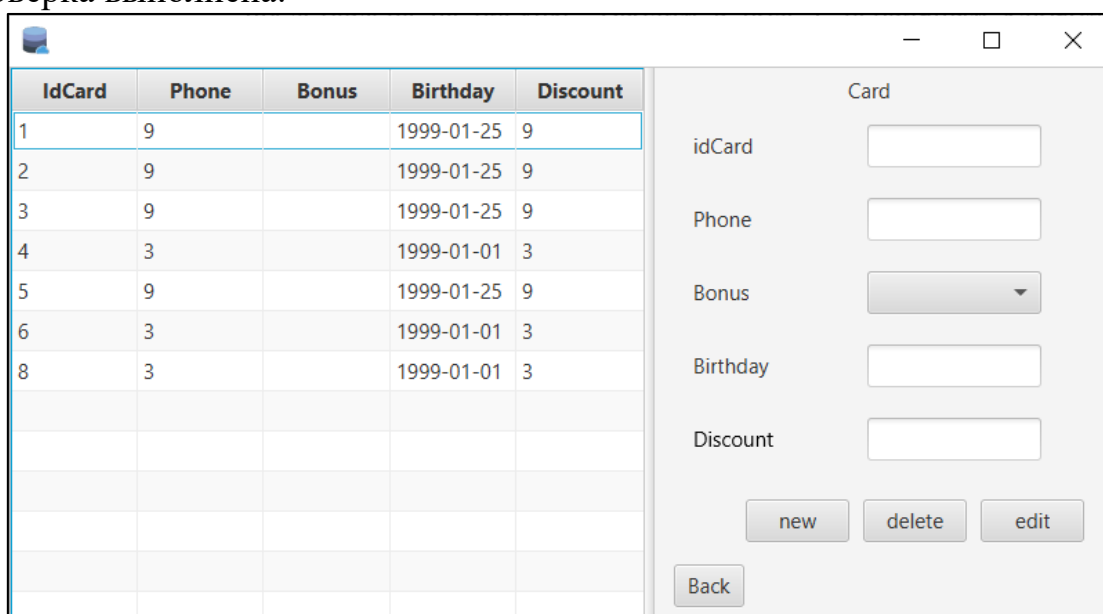 выполнена.
IdCard Phone Bonus Birthday Discount
1 9 1999-01-25 9
2 9 1999-01-25 9
3 9 1999-01-25 9
4 3 1999-01-01 3
5 9 1999-01-25 9
6 3 1999-01-01 3
8 3 1999-01-01 3
Card
idCard
Phone
Bonus
Birthday
Discount
new delete edit
Back